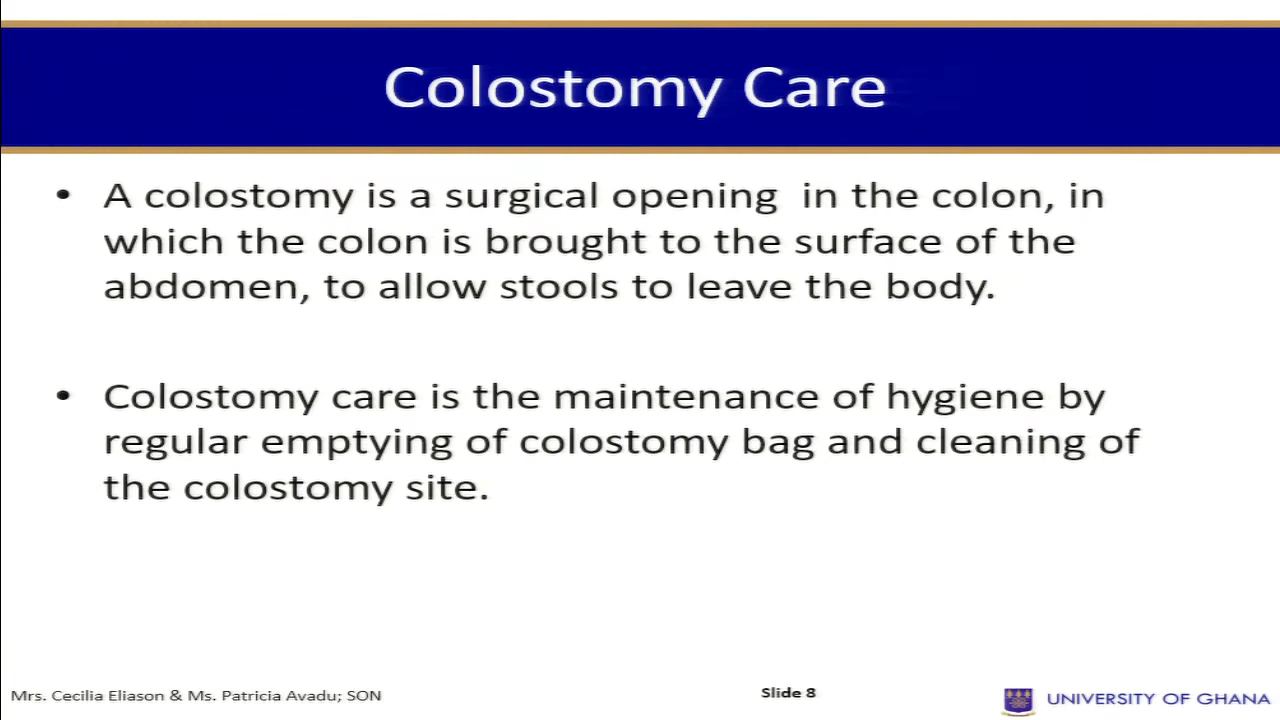 Colostomy Care
• A colostomy is a surgical opening  in the colon, in
which the colon is brought to the surface of the
abdomen, to allow stools to leave the body.
• Colostomy care is the maintenance of hygiene by
regular emptying of colostomy bag and cleaning of
the colostomy site.
Mrs. Cecilia Eliason & Ms. Patricia Avadu; SON
Slide 8
UNIVERSITY OF GHANA